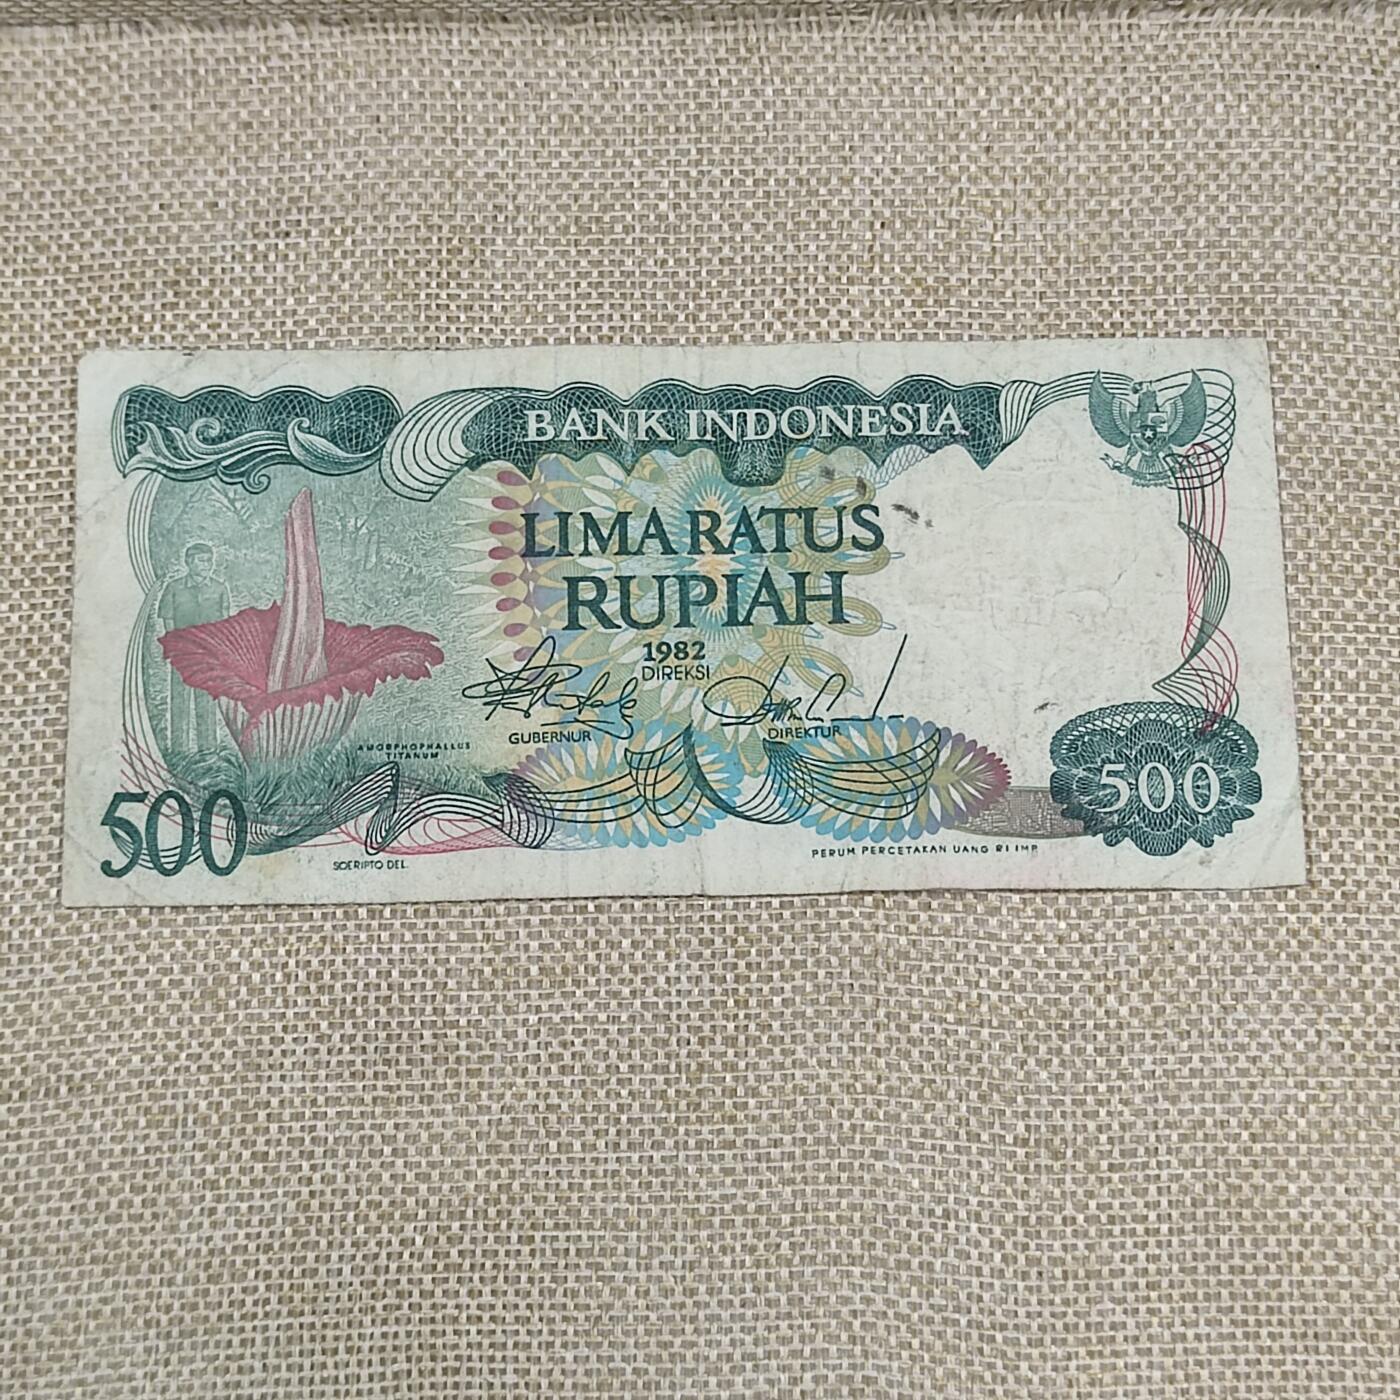 BANK INDONESIA
LIMA RATUS
RUPIAH
1982
DIREKSI
GUBERNUR
DIREKTUR
AMORPHOPHALLUS
TITANUM
500
500
SOERIPTO DEL.
PERUM PERCETAKAN UANG RI IMP.